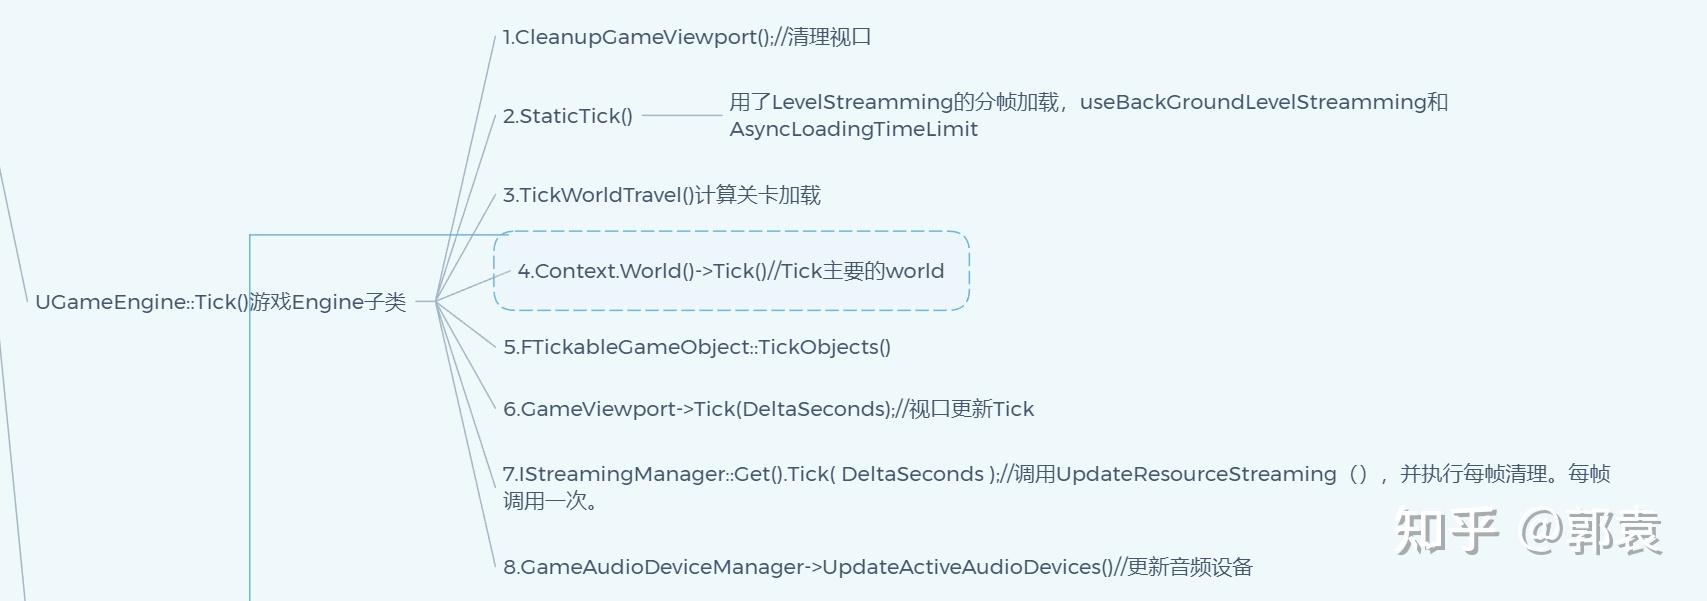 1.CleanupGameViewport();//清理视口
2.StaticTick()
用了LevelStreamming的分帧加载，useBackGroundLevelStreamming和
AsyncLoadingTimeLimit
3.TickWorldTravel()计算关卡加载
4.Context.World()->Tick()//Tick主要的world
UGameEngine::Tick()游戏Engine子类
5.FTickableGameObject::TickObjects()
6.GameViewport->Tick(DeltaSeconds);//视口更新Tick
7.IStreamingManager::Get().Tick( DeltaSeconds );//调用UpdateResourceStreaming（），并执行每帧清理。每帧
调用一次。
8.GameAudioDeviceManager->UpdateActiveAudioDevices()//更新音频设备
知乎 @郭袁